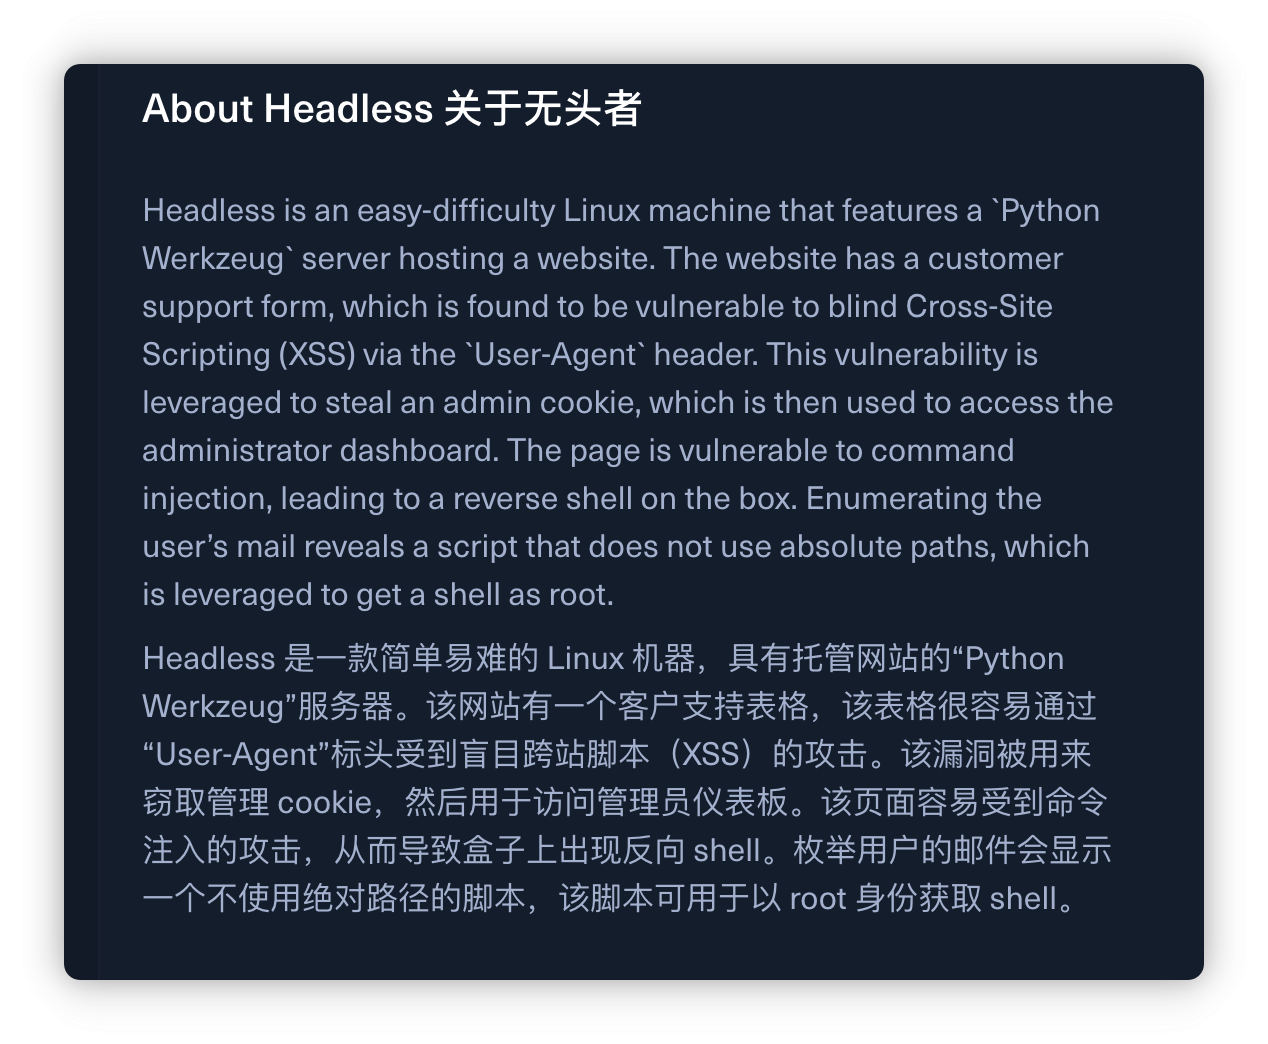 About Headless 关于无头者
Headless is an easy-difficulty Linux machine that features a `Python
Werkzeug` server hosting a website. The website has a customer
support form, which is found to be vulnerable to blind Cross-Site
Scripting (XSS) via the `User-Agent` header. This vulnerability is
leveraged to steal an admin cookie, which is then used to access the
administrator dashboard. The page is vulnerable to command
injection, leading to a reverse shell on the box. Enumerating the
user’s mail reveals a script that does not use absolute paths, which
is leveraged to get a shell as root.
Headless 是一款简单易难的 Linux 机器，具有托管网站的“Python
Werkzeug”服务器。该网站有一个客户支持表格，该表格很容易通过
“User-Agent”标头受到盲目跨站脚本（XSS）的攻击。该漏洞被用来
窃取管理 cookie，然后用于访问管理员仪表板。该页面容易受到命令
注入的攻击，从而导致盒子上出现反向 shell。枚举用户的邮件会显示
一个不使用绝对路径的脚本，该脚本可用于以 root 身份获取 shell。